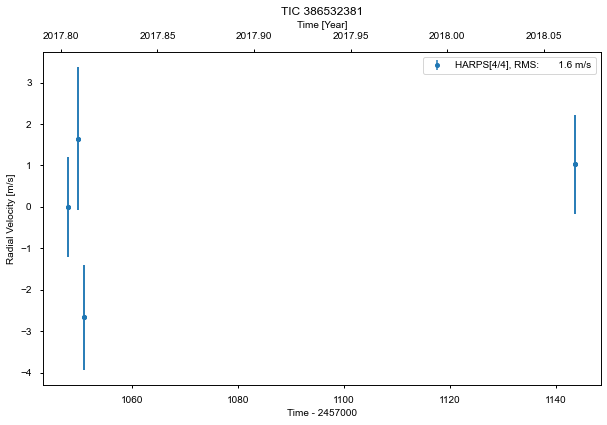 TIC 386532381
Time [Year]
2017.80 2017.85 2017.90 2017.95 2018.00 2018.05
HARPS[4/4], RMS: 1.6 m/s
3
2
1
0
−1
−2
−3
−4
Radial Velocity [m/s]
1060 1080 1100 1120 1140
Time - 2457000